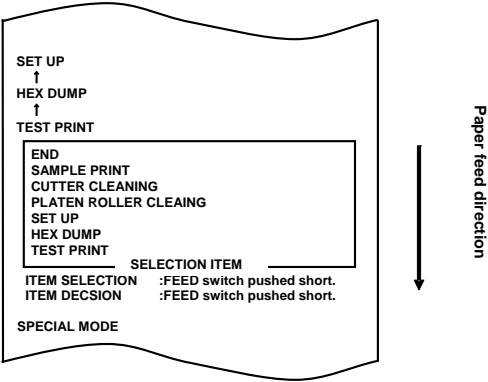 SET UP
↑
HEX DUMP
↑
TEST PRINT
END
SAMPLE PRINT
CUTTER CLEANING
PLATEN ROLLER CLEAING
SET UP
HEX DUMP
TEST PRINT
SELECTION ITEM
ITEM SELECTION :FEED switch pushed short.
ITEM DECSION :FEED switch pushed short.
SPECIAL MODE
Paper feed direction